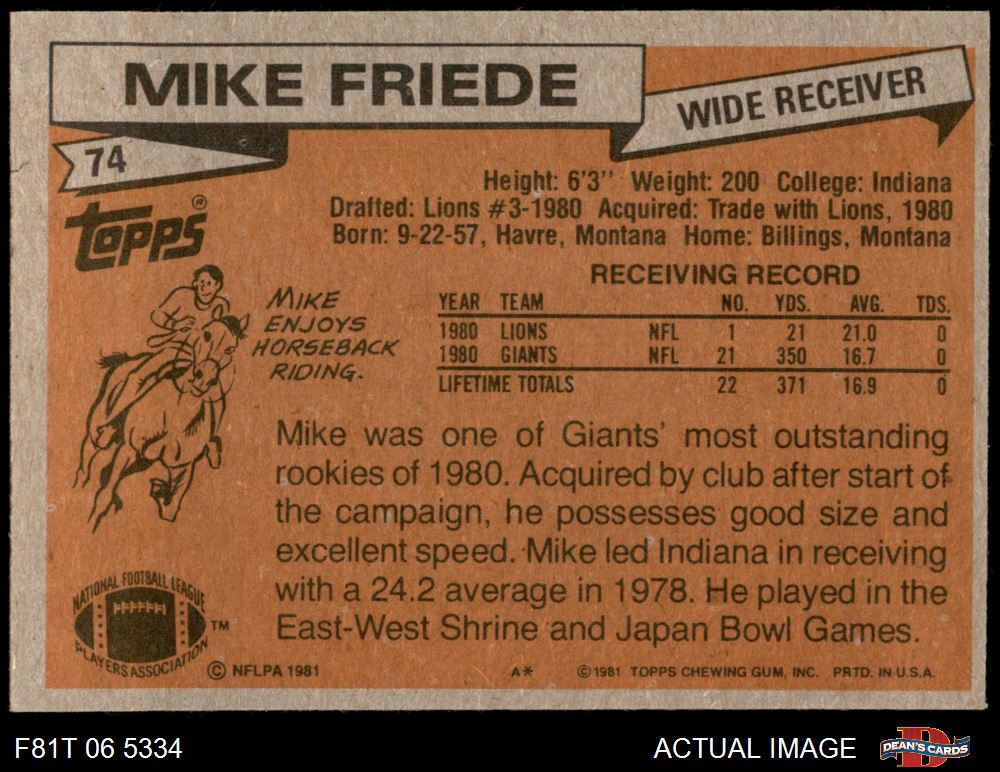 MIKE FRIEDE
WIDE RECEIVER
74
topps®
Height: 6'3'' Weight: 200 College: Indiana
Drafted: Lions #3-1980 Acquired: Trade with Lions, 1980
Born: 9-22-57, Havre, Montana Home: Billings, Montana
MIKE
ENJOYS
HORSEBACK
RIDING.
RECEIVING RECORD
YEAR TEAM NO. YDS. AVG. TDS.
1980 LIONS NFL 1 21 21.0 0
1980 GIANTS NFL 21 350 16.7 0
LIFETIME TOTALS 22 371 16.9 0
Mike was one of Giants' most outstanding
rookies of 1980. Acquired by club after start of
the campaign, he possesses good size and
excellent speed. Mike led Indiana in receiving
with a 24.2 average in 1978. He played in the
East-West Shrine and Japan Bowl Games.
NATIONAL FOOTBALL LEAGUE
PLAYERS ASSOCIATION
TM
© NFLPA 1981 A* ©1981 TOPPS CHEWING GUM, INC. PRTD. IN U.S.A.
F81T 06 5334 ACTUAL IMAGE D DEAN'S CARDS